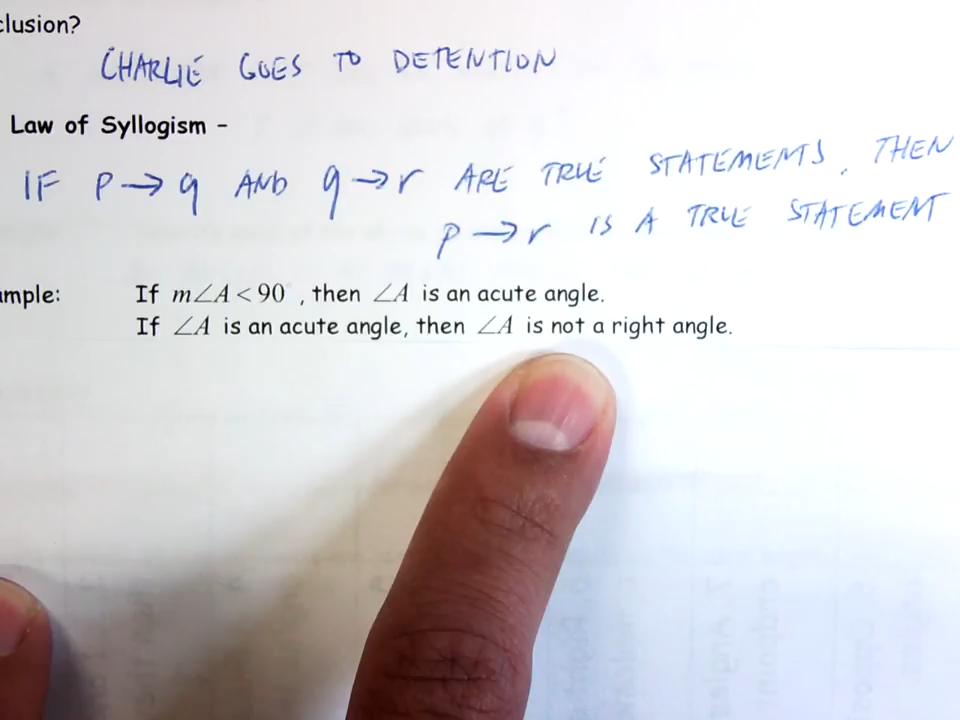 clusion?
CHARLIE GOES TO DETENTION
Law of Syllogism -
IF p → q AND q → r ARE TRUE STATEMENTS, THEN
p → r IS A TRUE STATEMENT
mple: If m∠A < 90°, then ∠A is an acute angle.
If ∠A is an acute angle, then ∠A is not a right angle.